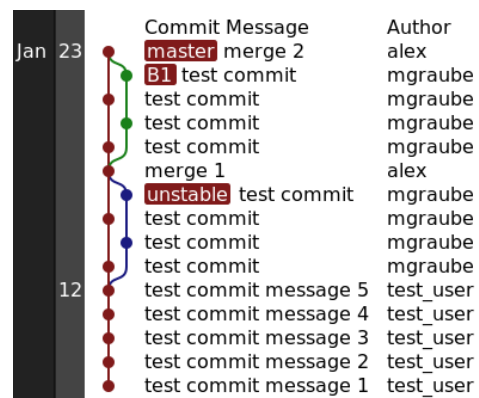 Commit Message Author
Jan 23 master merge 2 alex
B1 test commit mgraube
test commit mgraube
test commit mgraube
test commit mgraube
merge 1 alex
unstable test commit mgraube
test commit mgraube
test commit mgraube
test commit mgraube
12 test commit message 5 test_user
test commit message 4 test_user
test commit message 3 test_user
test commit message 2 test_user
test commit message 1 test_user